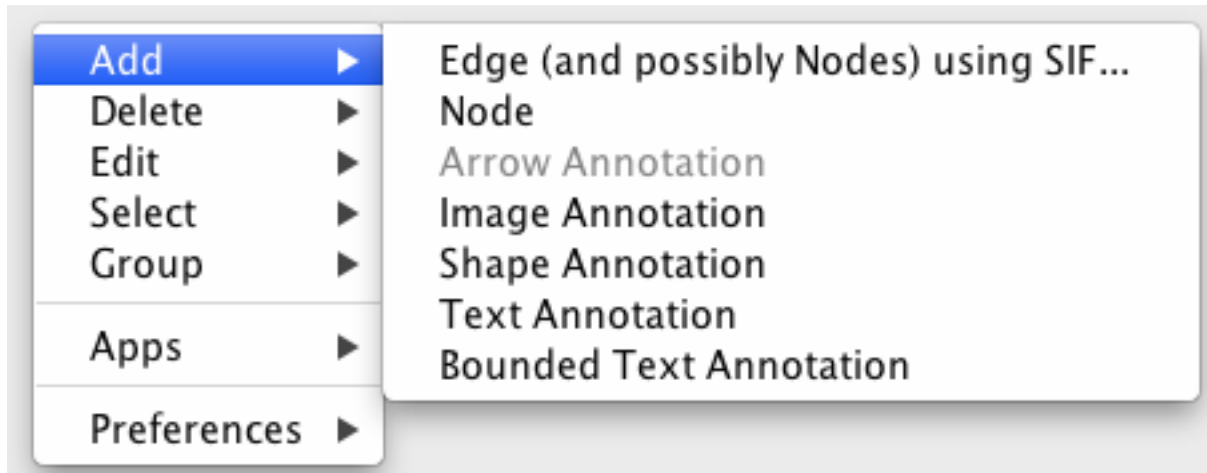 Add
Delete
Edit
Select
Group
Apps
Preferences
Edge (and possibly Nodes) using SIF...
Node
Arrow Annotation
Image Annotation
Shape Annotation
Text Annotation
Bounded Text Annotation